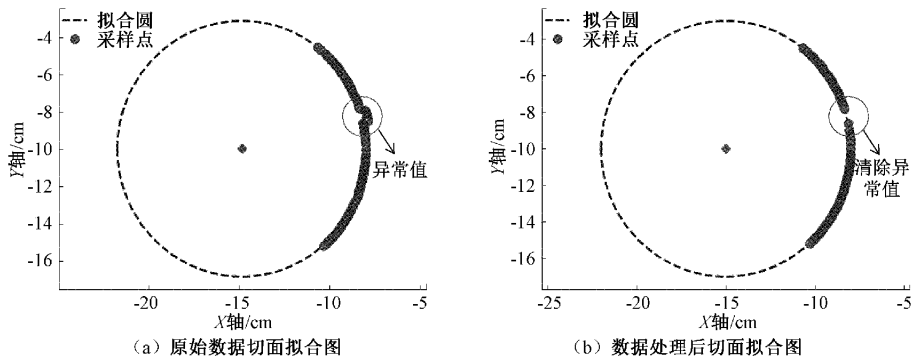 拟合圆
采样点
-4
-6
-8
-10
-12
-14
-16
Y轴/cm
异常值
-20
-15
-10
-5
X轴/cm
（a）原始数据切面拟合图
拟合圆
采样点
-4
-6
-8
-10
-12
-14
-16
Y轴/cm
清除异
常值
-25
-20
-15
-10
-5
X轴/cm
（b）数据处理后切面拟合图